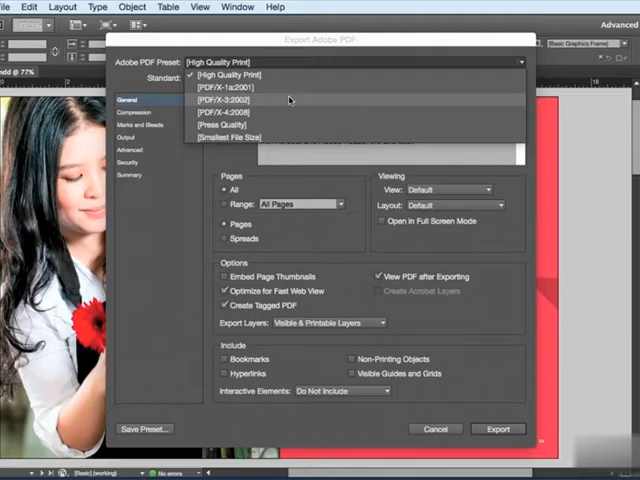 File Edit Layout Type Object Table View Window Help
Advanced
Export Adobe PDF
[Basic Graphics Frame]
Adobe PDF Preset: [High Quality Print]
ndd @ 77%
Standard:
✓ [High Quality Print]
[PDF/X-1a:2001]
[PDF/X-3:2002]
[PDF/X-4:2008]
[Press Quality]
[Smallest File Size]
General
Compression
Marks and Bleeds
Output
Advanced
Security
Summary
2
18
Pages
All
Range: All Pages
Pages
Spreads
Viewing
View: Default
Layout: Default
Open in Full Screen Mode
Options
Embed Page Thumbnails
View PDF after Exporting
Optimize for Fast Web View
Create Acrobat Layers
Create Tagged PDF
Export Layers: Visible & Printable Layers
Include
Bookmarks
Non-Printing Objects
Hyperlinks
Visible Guides and Grids
Interactive Elements: Do Not Include
Save Preset...
Cancel
Export
[Basic] (working)
No errors